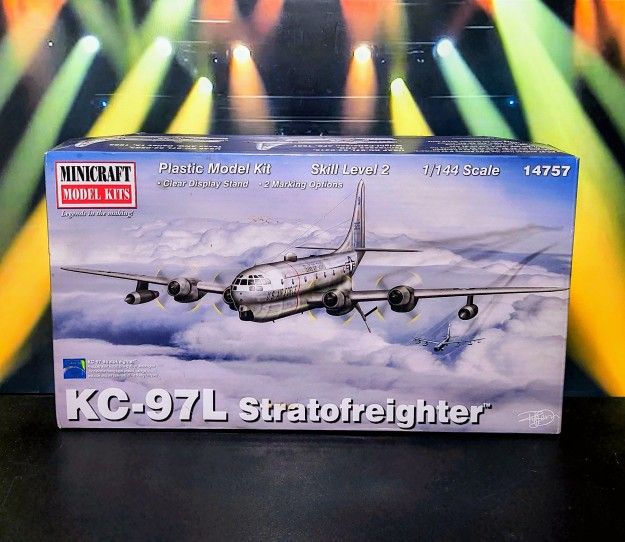 MINICRAFT
MODEL KITS
Legends in the making!
Plastic Model Kit
Skill Level 2
1/144 Scale
14757
• Clear Display Stand
• 2 Marking Options
KC-97L Stratofreighter™